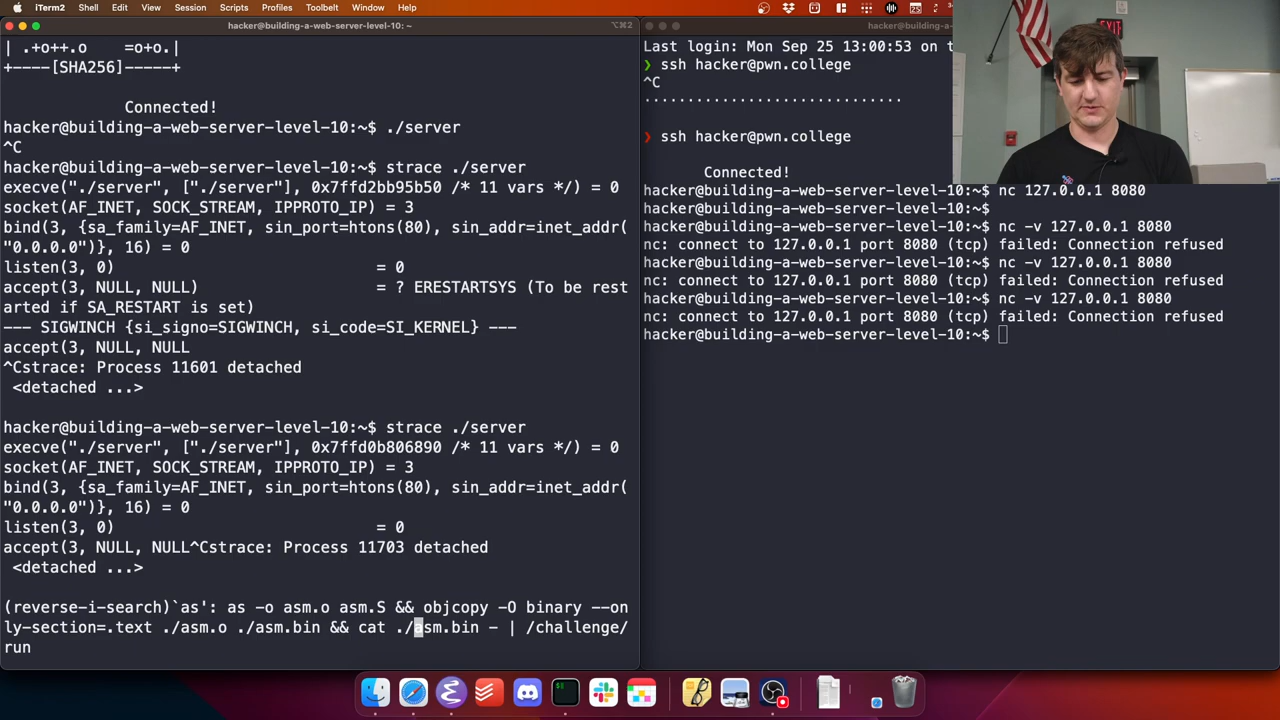 iTerm2 Shell Edit View Session Scripts Profiles Toolbelt Window Help
hacker@building-a-web-server-level-10: ~
⌥⌘2
| .+o++.o    =o+o.|
+----[SHA256]-----+
Connected!
hacker@building-a-web-server-level-10:~$ ./server
^C
hacker@building-a-web-server-level-10:~$ strace ./server
execve("./server", ["./server"], 0x7ffd2bb95b50 /* 11 vars */) = 0
socket(AF_INET, SOCK_STREAM, IPPROTO_IP) = 3
bind(3, {sa_family=AF_INET, sin_port=htons(80), sin_addr=inet_addr(
"0.0.0.0")}, 16) = 0
listen(3, 0)                            = 0
accept(3, NULL, NULL)                   = ? ERESTARTSYS (To be rest
arted if SA_RESTART is set)
--- SIGWINCH {si_signo=SIGWINCH, si_code=SI_KERNEL} ---
accept(3, NULL, NULL
^Cstrace: Process 11601 detached
<detached ...>
hacker@building-a-web-server-level-10:~$ strace ./server
execve("./server", ["./server"], 0x7ffd0b806890 /* 11 vars */) = 0
socket(AF_INET, SOCK_STREAM, IPPROTO_IP) = 3
bind(3, {sa_family=AF_INET, sin_port=htons(80), sin_addr=inet_addr(
"0.0.0.0")}, 16) = 0
listen(3, 0)                            = 0
accept(3, NULL, NULL^Cstrace: Process 11703 detached
<detached ...>
(reverse-i-search)`as': as -o asm.o asm.S && objcopy -O binary --on
ly-section=.text ./asm.o ./asm.bin && cat ./asm.bin - | /challenge/
run
hacker@building-a-web-server-level-10: ~
Last login: Mon Sep 25 13:00:53 on t
❯ ssh hacker@pwn.college
^C
............................
❯ ssh hacker@pwn.college
Connected!
hacker@building-a-web-server-level-10:~$ nc 127.0.0.1 8080
hacker@building-a-web-server-level-10:~$
hacker@building-a-web-server-level-10:~$ nc -v 127.0.0.1 8080
nc: connect to 127.0.0.1 port 8080 (tcp) failed: Connection refused
hacker@building-a-web-server-level-10:~$ nc -v 127.0.0.1 8080
nc: connect to 127.0.0.1 port 8080 (tcp) failed: Connection refused
hacker@building-a-web-server-level-10:~$ nc -v 127.0.0.1 8080
nc: connect to 127.0.0.1 port 8080 (tcp) failed: Connection refused
hacker@building-a-web-server-level-10:~$
EXIT